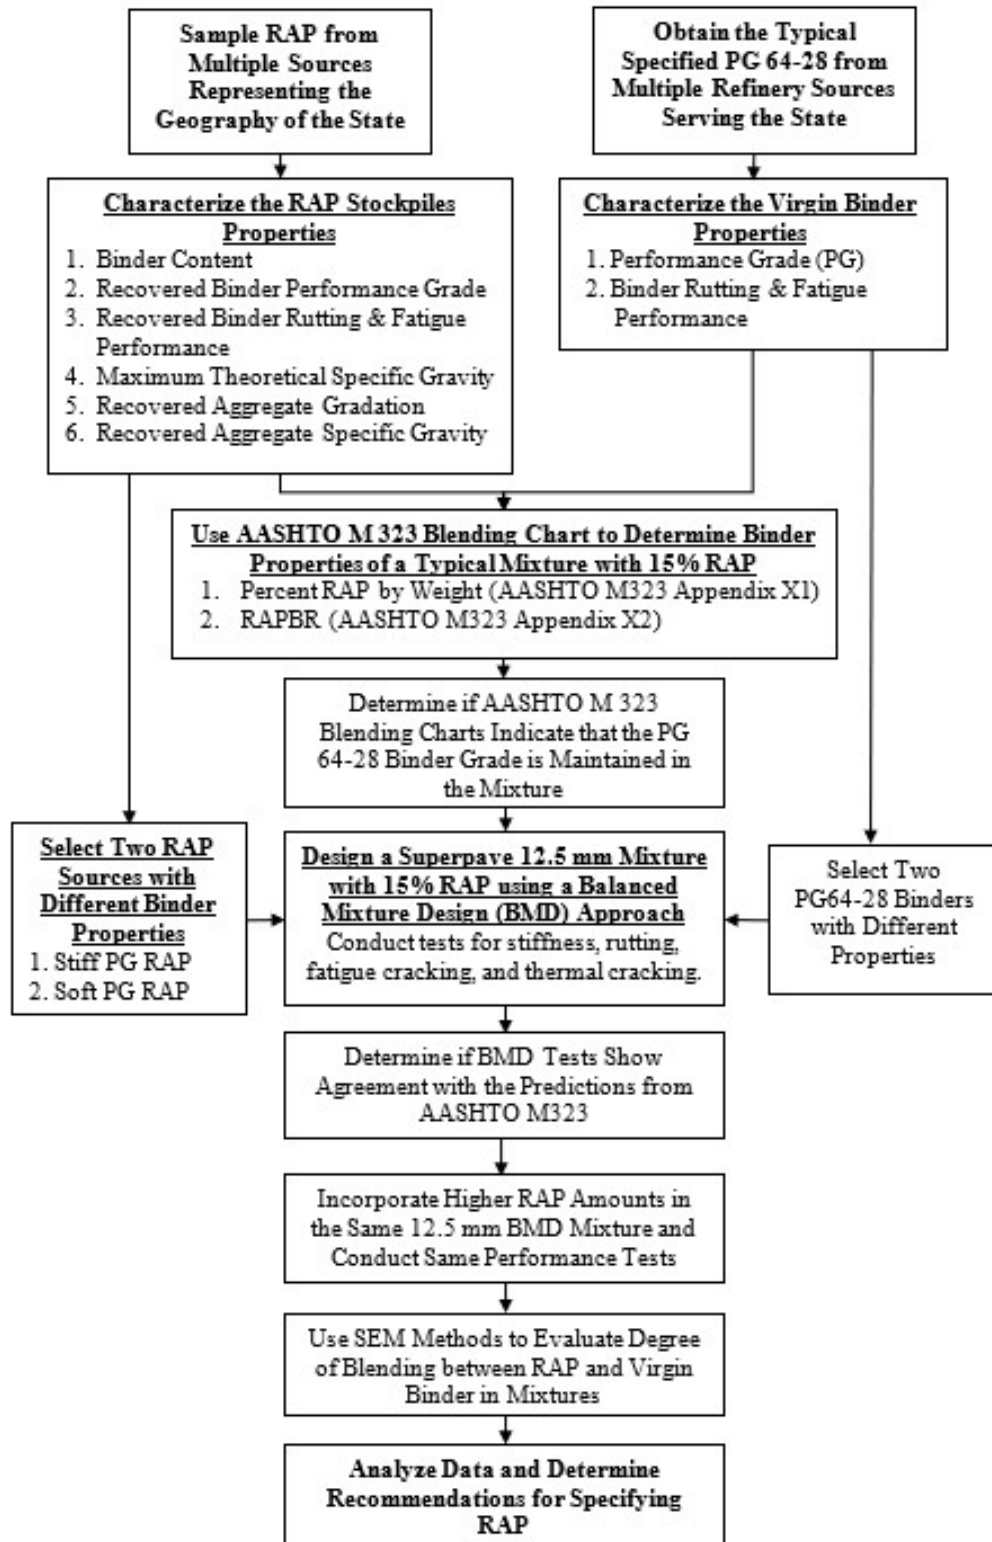 Sample RAP from
Multiple Sources
Representing the
Geography of the State
Obtain the Typical
Specified PG 64-28 from
Multiple Refinery Sources
Serving the State
Characterize the RAP Stockpiles
Properties
1. Binder Content
2. Recovered Binder Performance Grade
3. Recovered Binder Rutting & Fatigue
Performance
4. Maximum Theoretical Specific Gravity
5. Recovered Aggregate Gradation
6. Recovered Aggregate Specific Gravity
Characterize the Virgin Binder
Properties
1. Performance Grade (PG)
2. Binder Rutting & Fatigue
Performance
Use AASHTO M 323 Blending Chart to Determine Binder
Properties of a Typical Mixture with 15% RAP
1. Percent RAP by Weight (AASHTO M323 Appendix X1)
2. RAPBR (AASHTO M323 Appendix X2)
Determine if AASHTO M 323
Blending Charts Indicate that the PG
64-28 Binder Grade is Maintained in
the Mixture
Select Two RAP
Sources with
Different Binder
Properties
1. Stiff PG RAP
2. Soft PG RAP
Design a Superpave 12.5 mm Mixture
with 15% RAP using a Balanced
Mixture Design (BMD) Approach
Conduct tests for stiffness, rutting,
fatigue cracking, and thermal cracking.
Select Two
PG64-28 Binders
with Different
Properties
Determine if BMD Tests Show
Agreement with the Predictions from
AASHTO M323
Incorporate Higher RAP Amounts in
the Same 12.5 mm BMD Mixture and
Conduct Same Performance Tests
Use SEM Methods to Evaluate Degree
of Blending between RAP and Virgin
Binder in Mixtures
Analyze Data and Determine
Recommendations for Specifying
RAP